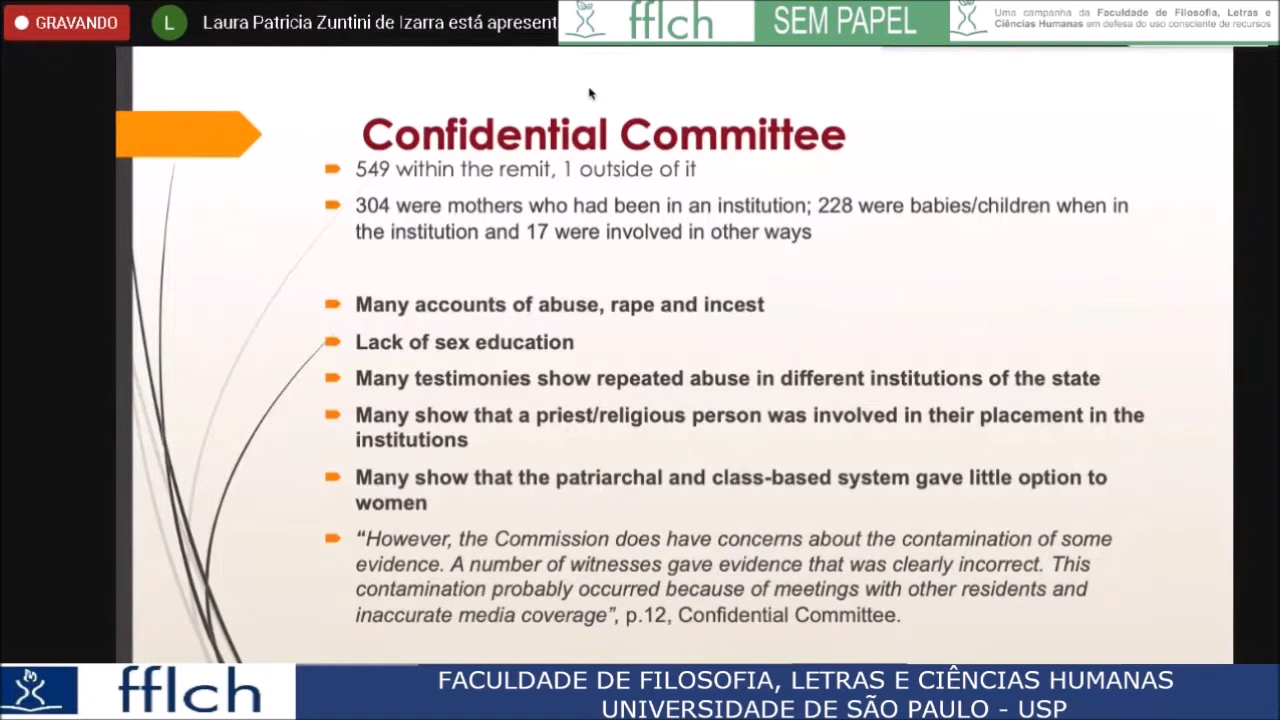 GRAVANDO
L
Laura Patricia Zuntini de Izarra está apresent
fflch
SEM PAPEL
Uma campanha da Faculdade de Filosofia, Letras e
Ciências Humanas em defesa do uso consciente de recursos
Confidential Committee
549 within the remit, 1 outside of it
304 were mothers who had been in an institution; 228 were babies/children when in
the institution and 17 were involved in other ways
Many accounts of abuse, rape and incest
Lack of sex education
Many testimonies show repeated abuse in different institutions of the state
Many show that a priest/religious person was involved in their placement in the
institutions
Many show that the patriarchal and class-based system gave little option to
women
“However, the Commission does have concerns about the contamination of some
evidence. A number of witnesses gave evidence that was clearly incorrect. This
contamination probably occurred because of meetings with other residents and
inaccurate media coverage”, p.12, Confidential Committee.
fflch
FACULDADE DE FILOSOFIA, LETRAS E CIÊNCIAS HUMANAS
UNIVERSIDADE DE SÃO PAULO - USP